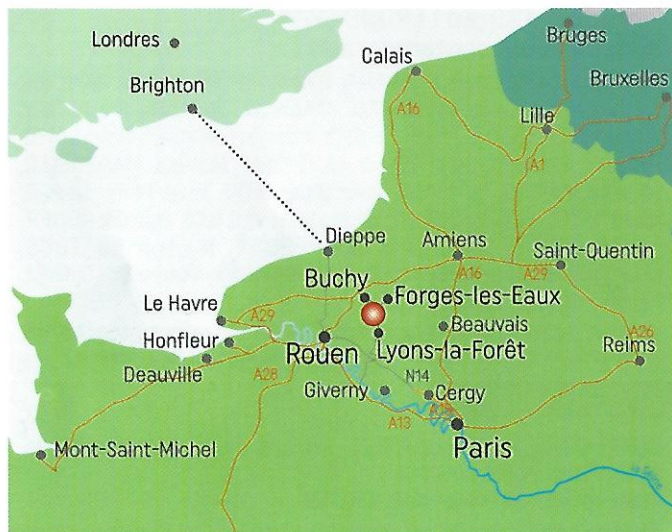 Londres
Bruges
Calais
Bruxelles
Brighton
A16
Lille
A1
Dieppe
Amiens
Saint-Quentin
A16
A29
Buchy
Forges-les-Eaux
Le Havre
A29
Beauvais
A26
Honfleur
Rouen
Lyons-la-Forêt
Reims
Deauville
A28
N14
Giverny
Cergy
A13
Paris
Mont-Saint-Michel
La Seine